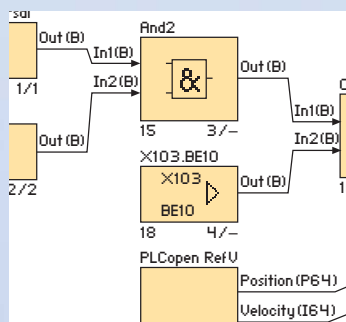 rsal
And2
Out(B)
In1(B)
&
Out(B)
1/1
In2(B)
In1(B)
15
3/-
Out(B)
X103.BE10
In2(B)
X103
BE10
Out(B)
2/2
18
4/-
1
PLCopen RefV
Position(P64)
Velocity(I64)